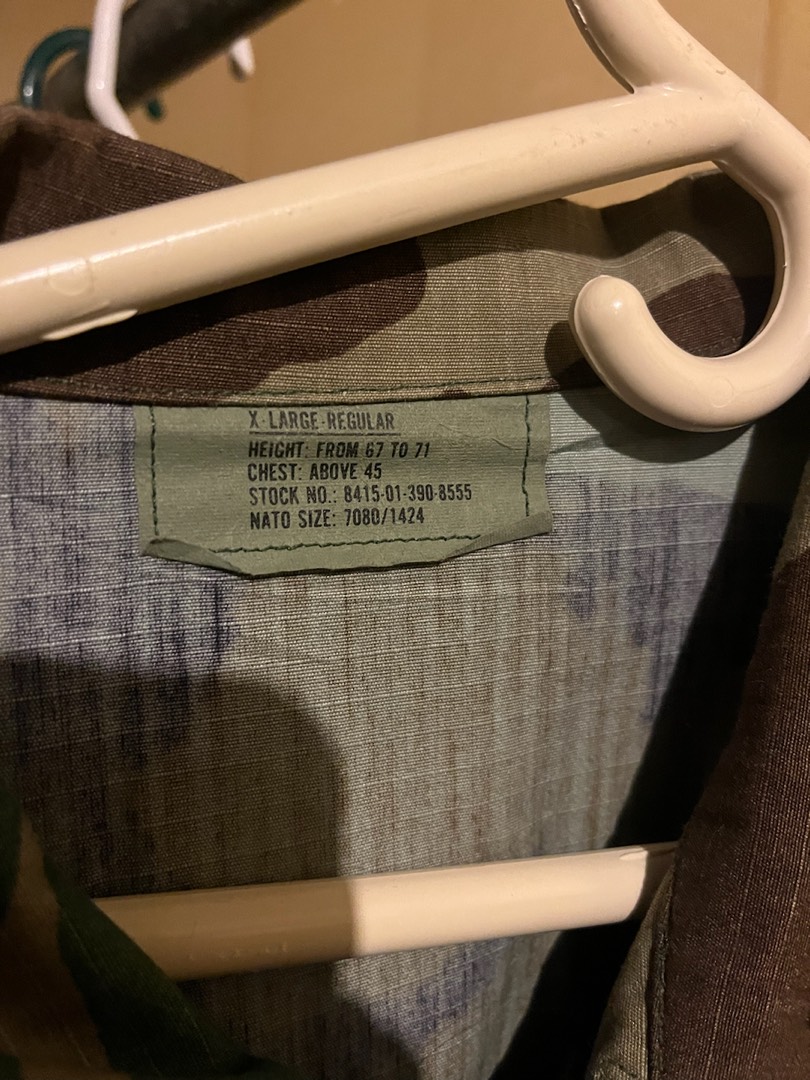 X-LARGE-REGULAR
HEIGHT: FROM 67 TO 71
CHEST: ABOVE 45
STOCK NO.: 8415-01-390-8555
NATO SIZE: 7080/1424